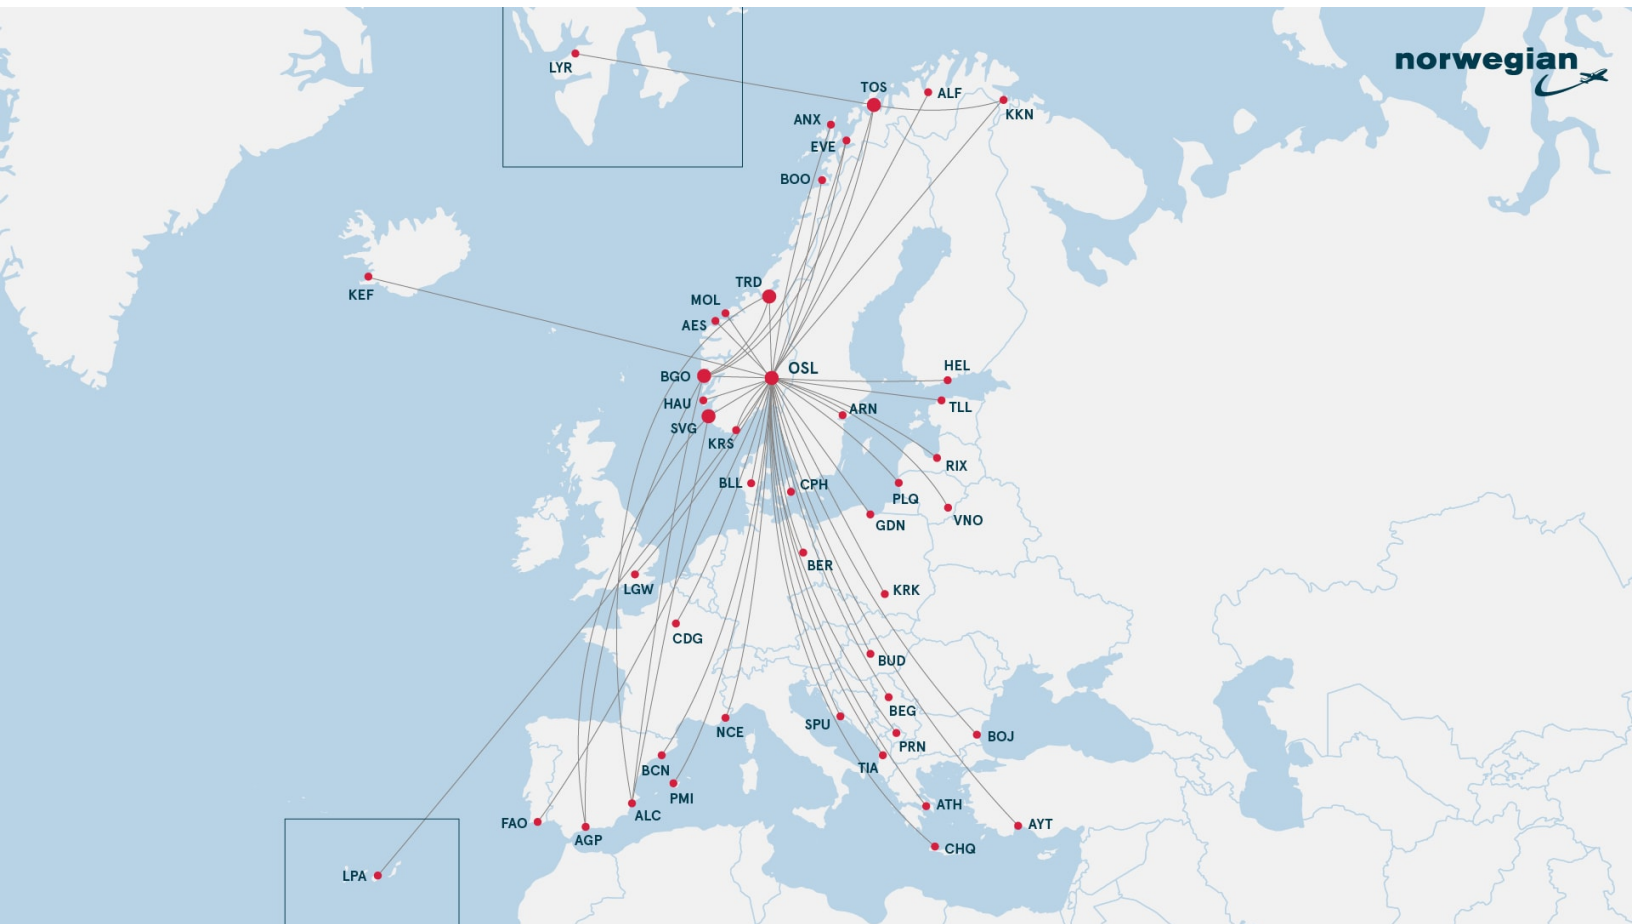 norwegian
LYR
TOS
ALF
KKN
ANX
EVE
BOO
KEF
TRD
MOL
AES
OSL
BGO
HEL
HAU
TLL
ARN
SVG
KRS
RIX
BLL
CPH
PLQ
VNO
GDN
BER
LGW
KRK
CDG
BUD
BEG
SPU
NCE
PRN
BOJ
TIA
BCN
PMI
ATH
ALC
FAO
AYT
AGP
CHQ
LPA